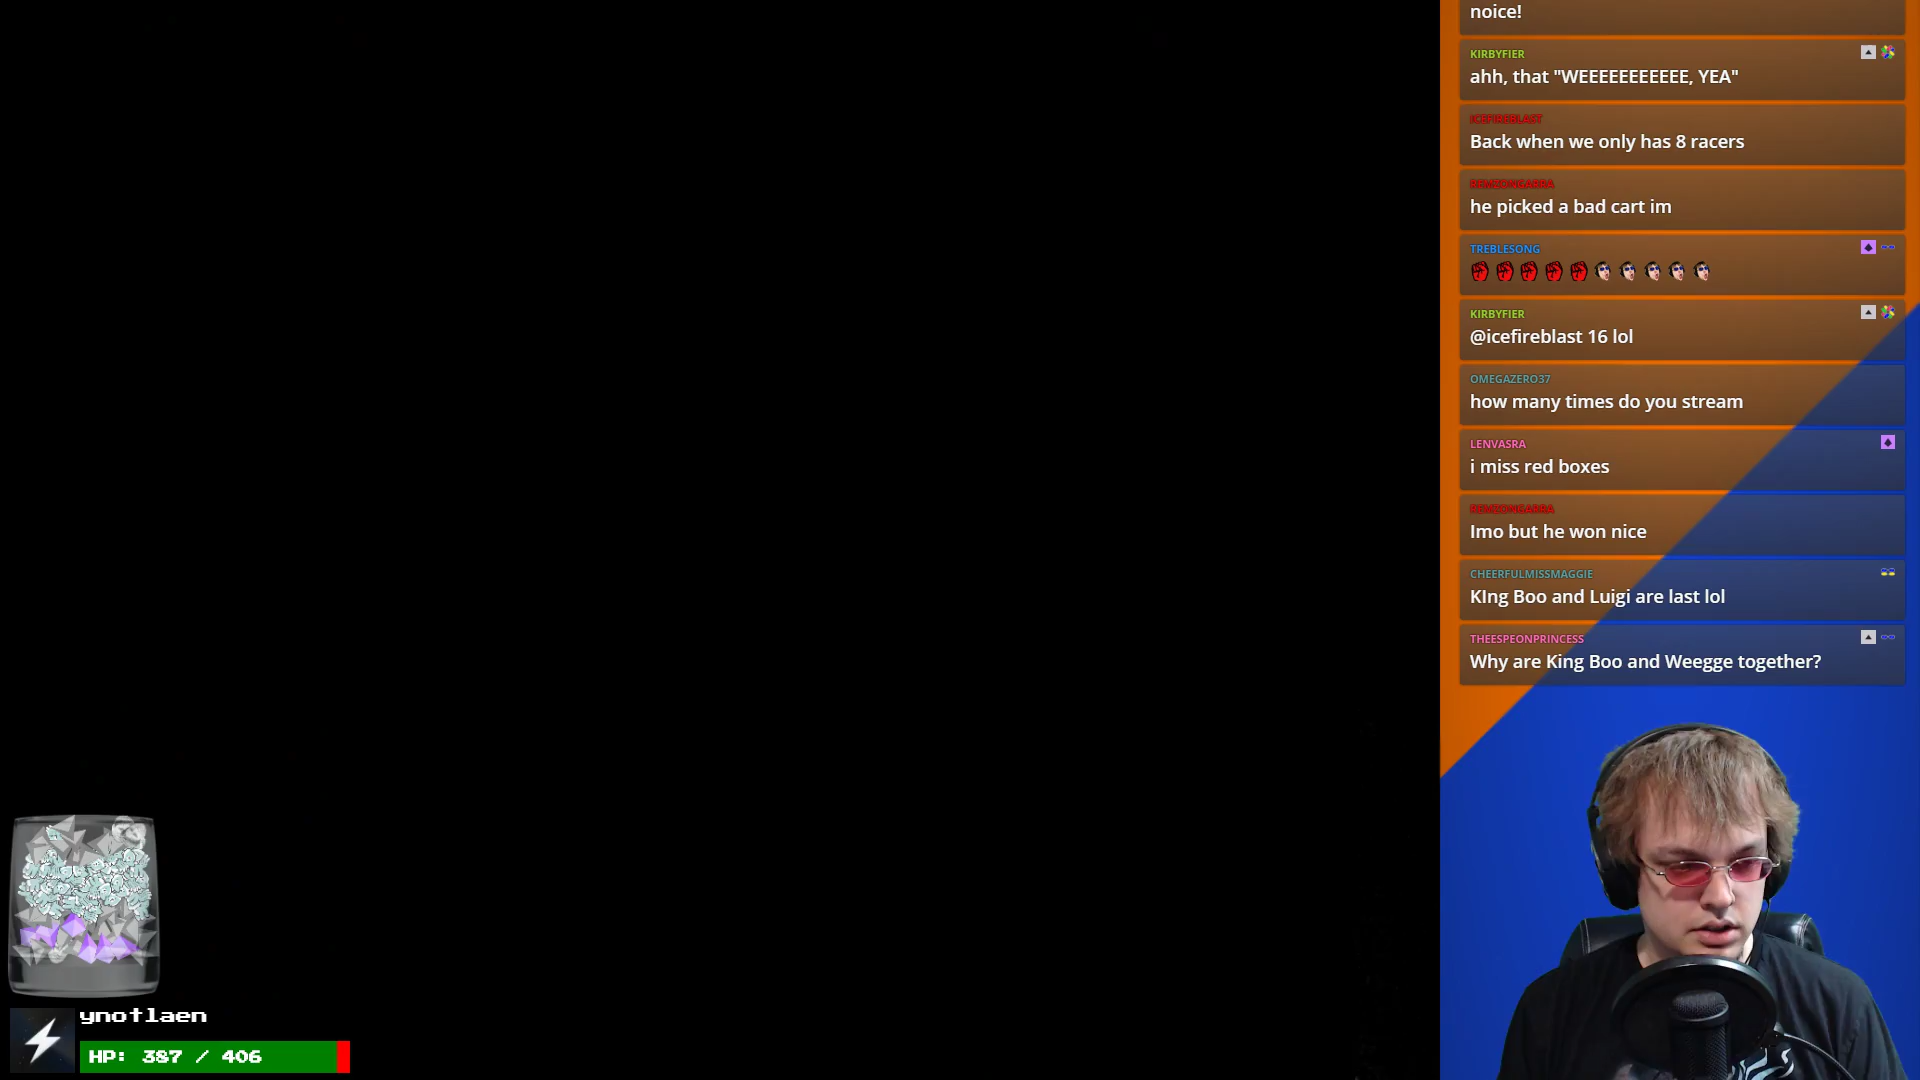 noice!
KIRBYFIER
ahh, that "WEEEEEEEEEEE, YEA"
ICEFIREBLAST
Back when we only has 8 racers
REMZONGARRA
he picked a bad cart im
TREBLESONG
KIRBYFIER
@icefireblast 16 lol
OMEGAZERO37
how many times do you stream
LENVASRA
i miss red boxes
REMZONGARRA
Imo but he won nice
CHEERFULMISSMAGGIE
KIng Boo and Luigi are last lol
THEESPEONPRINCESS
Why are King Boo and Weegge together?
ynotlaen
HP: 387 / 406